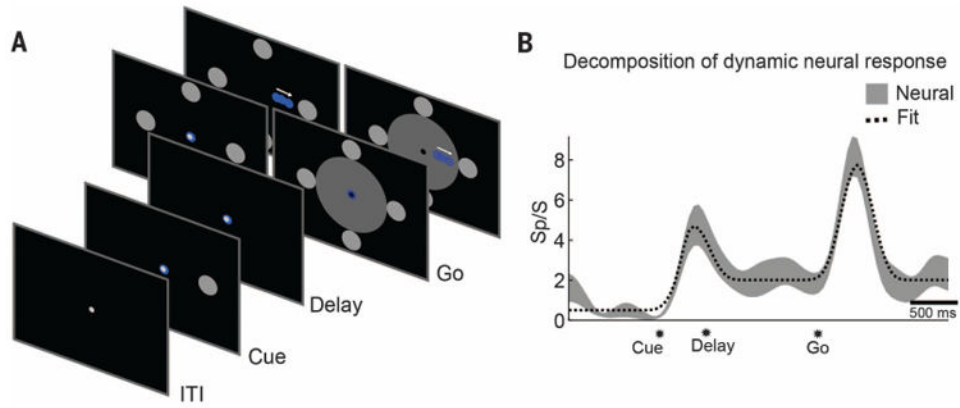 A
ITI
Cue
Delay
Go
B
Decomposition of dynamic neural response
Neural
Fit
Sp/S
8
6
4
2
0
500 ms
Cue
Delay
Go